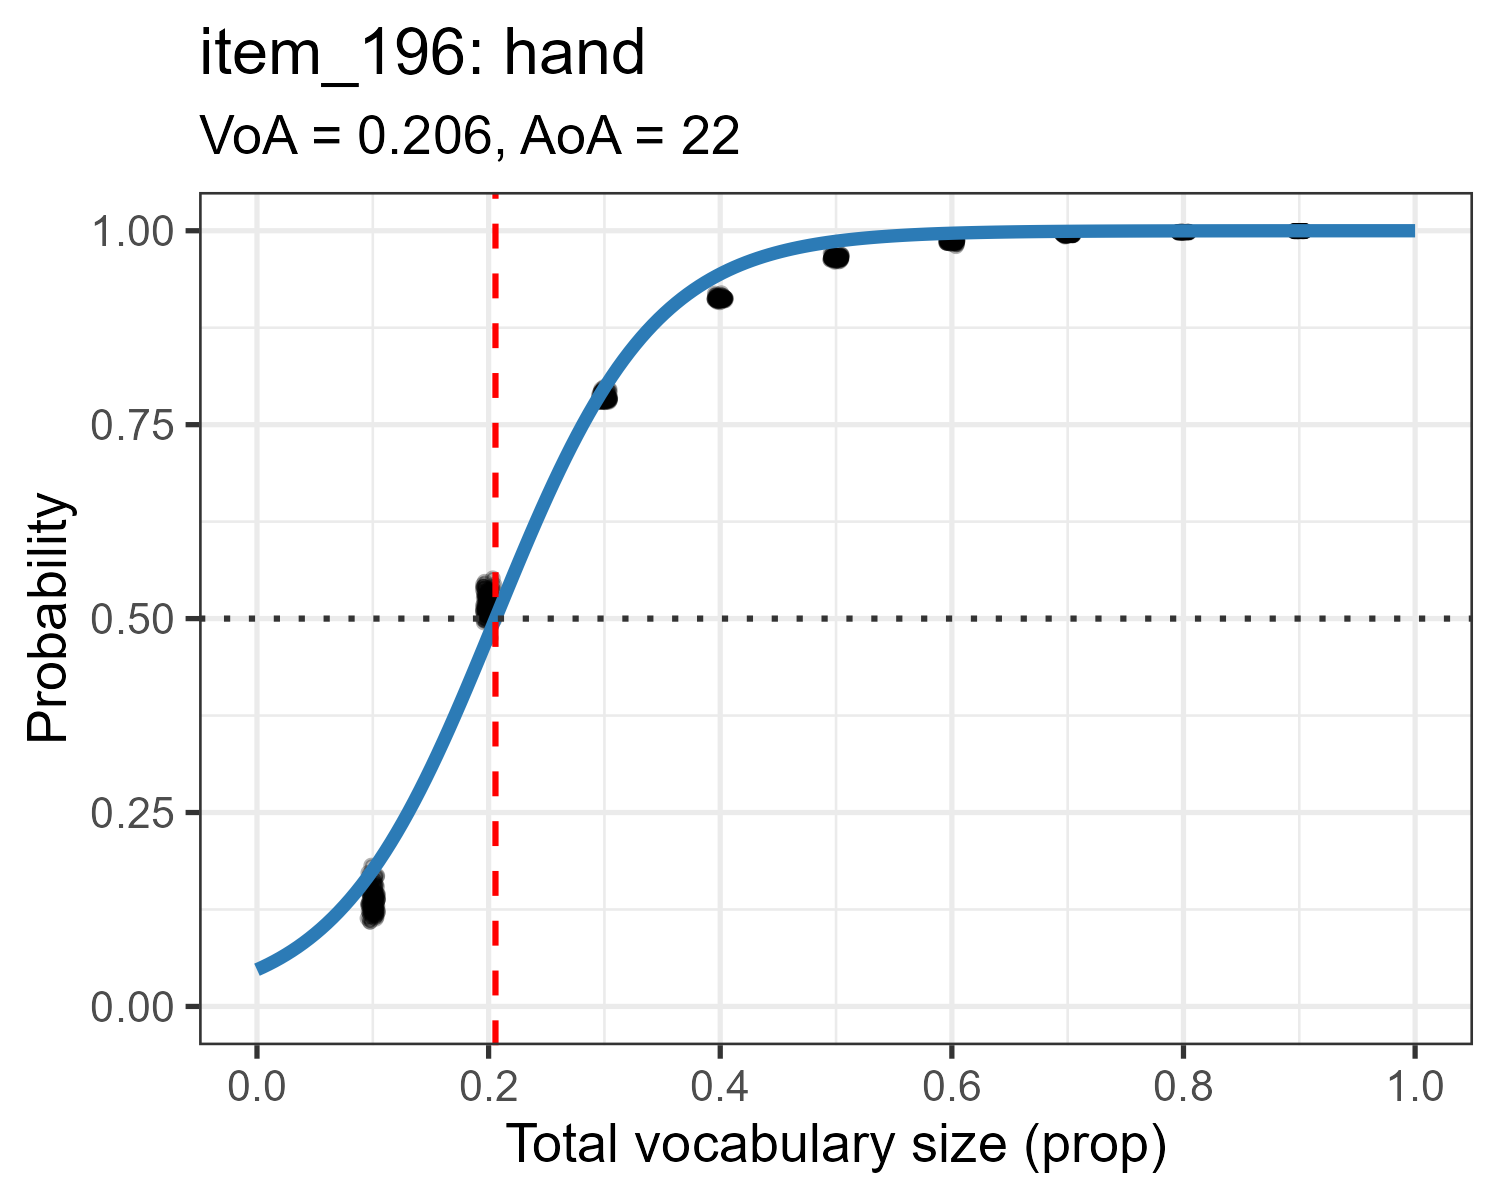 item_196: hand
VoA = 0.206, AoA = 22
Probability
1.00
0.75
0.50
0.25
0.00
0.0 0.2 0.4 0.6 0.8 1.0
Total vocabulary size (prop)